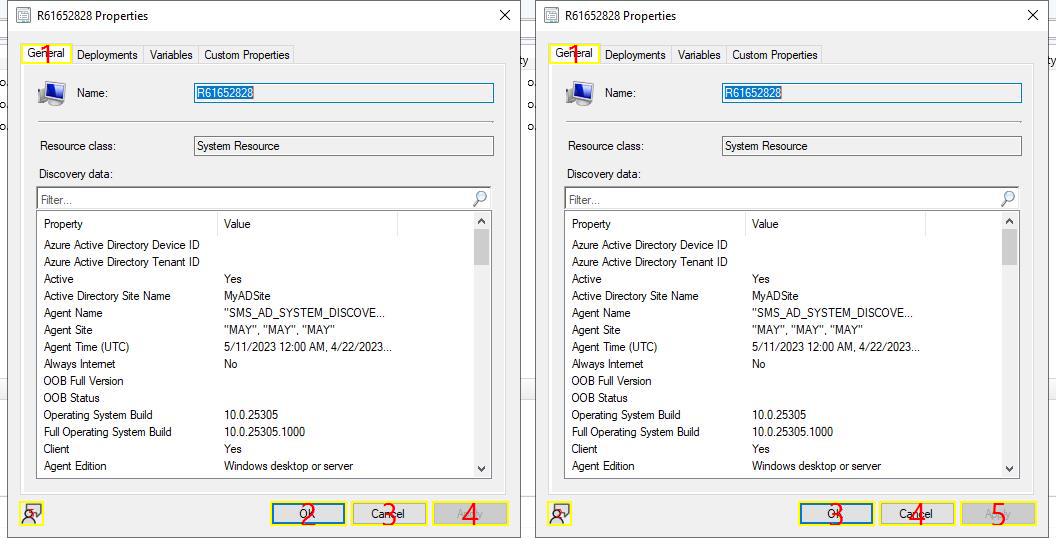 R61652828 Properties
General Deployments Variables Custom Properties
1
Name: R61652828
Resource class: System Resource
Discovery data:
Filter...
Property Value
Azure Active Directory Device ID
Azure Active Directory Tenant ID
Active Yes
Active Directory Site Name MyADSite
Agent Name "SMS_AD_SYSTEM_DISCOVE...
Agent Site "MAY", "MAY", "MAY"
Agent Time (UTC) 5/11/2023 12:00 AM, 4/22/2023...
Always Internet No
OOB Full Version
OOB Status
Operating System Build 10.0.25305
Full Operating System Build 10.0.25305.1000
Client Yes
Agent Edition Windows desktop or server
OK Cancel Apply
5 2 3 4
R61652828 Properties
General Deployments Variables Custom Properties
1
Name: R61652828
Resource class: System Resource
Discovery data:
Filter...
Property Value
Azure Active Directory Device ID
Azure Active Directory Tenant ID
Active Yes
Active Directory Site Name MyADSite
Agent Name "SMS_AD_SYSTEM_DISCOVE...
Agent Site "MAY", "MAY", "MAY"
Agent Time (UTC) 5/11/2023 12:00 AM, 4/22/2023...
Always Internet No
OOB Full Version
OOB Status
Operating System Build 10.0.25305
Full Operating System Build 10.0.25305.1000
Client Yes
Agent Edition Windows desktop or server
OK Cancel Apply
2 3 4 5